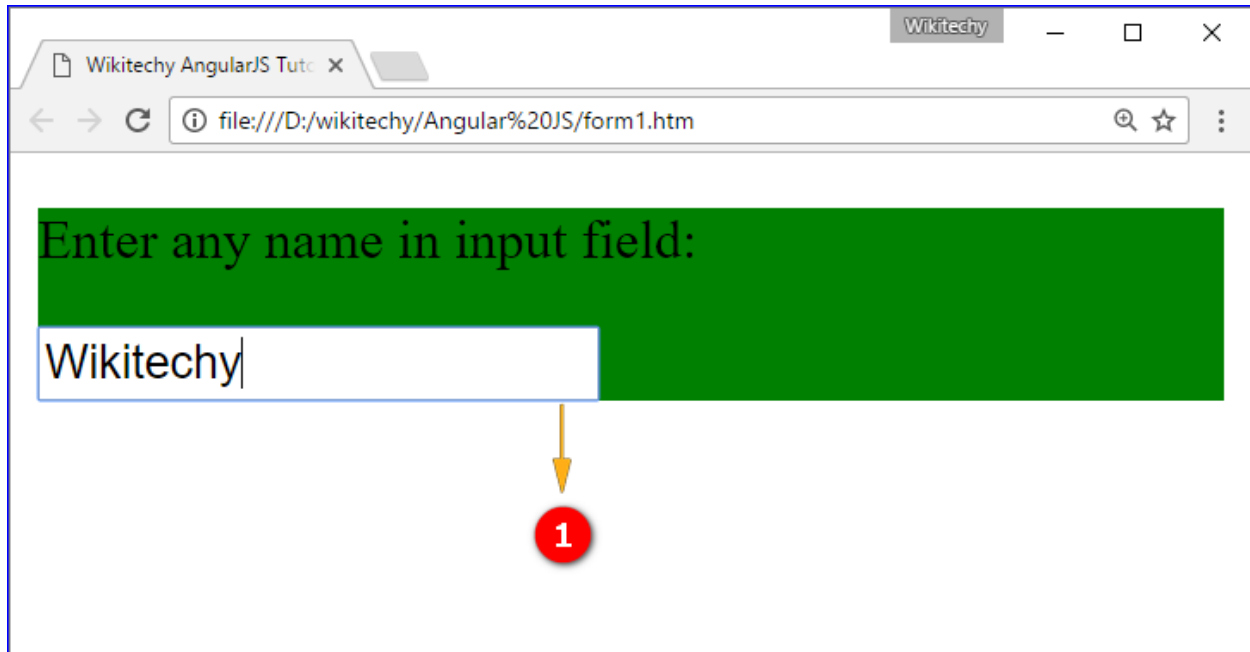 Wikitechy
Wikitechy AngularJS Tuto
file:///D:/wikitechy/Angular%20JS/form1.htm
Enter any name in input field:
Wikitechy
1